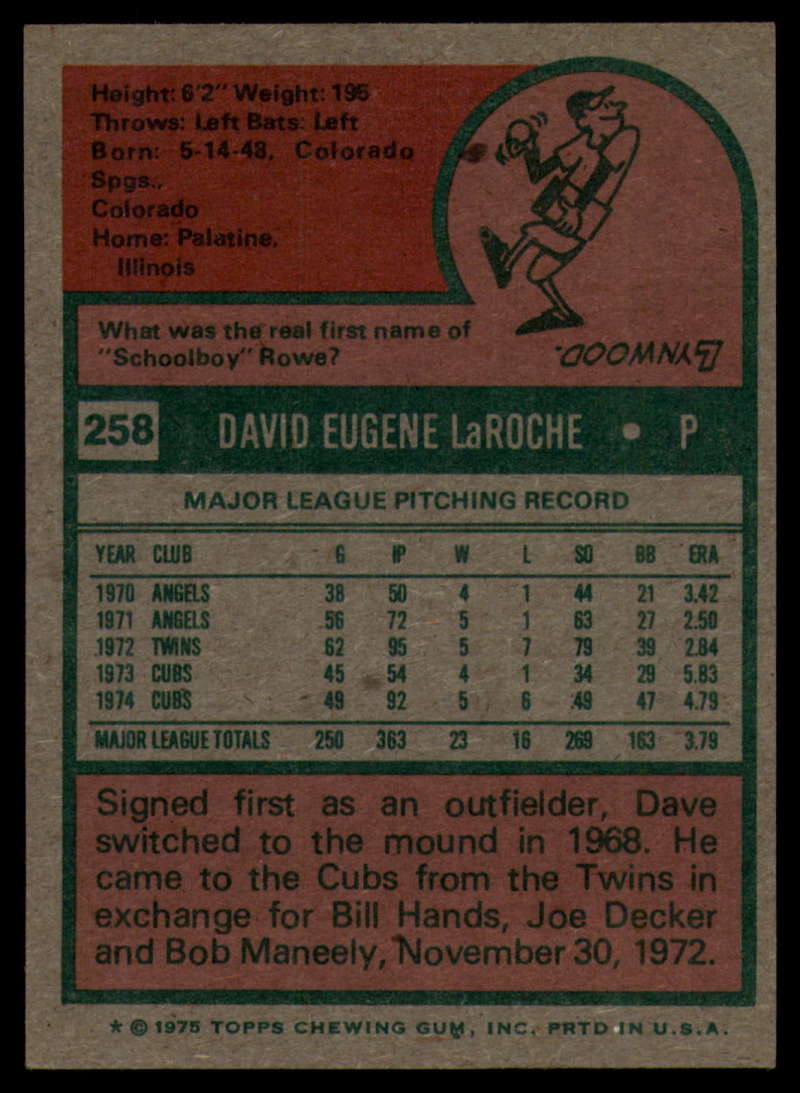 Height: 6'2" Weight: 195
Throws: Left Bats: Left
Born: 5-14-48, Colorado
Spgs.,
Colorado
Home: Palatine,
Illinois
What was the real first name of
"Schoolboy" Rowe?
LYNWOOD.
258 DAVID EUGENE LaROCHE • P
MAJOR LEAGUE PITCHING RECORD
YEAR CLUB G IP W L SO BB ERA
1970 ANGELS 38 50 4 1 44 21 3.42
1971 ANGELS 56 72 5 1 63 27 2.50
1972 TWINS 62 95 5 7 79 39 2.84
1973 CUBS 45 54 4 1 34 29 5.83
1974 CUBS 49 92 5 6 49 47 4.79
MAJOR LEAGUE TOTALS 250 363 23 16 269 163 3.79
Signed first as an outfielder, Dave
switched to the mound in 1968. He
came to the Cubs from the Twins in
exchange for Bill Hands, Joe Decker
and Bob Maneely, November 30, 1972.
* © 1975 TOPPS CHEWING GUM, INC. PRTD IN U.S.A.